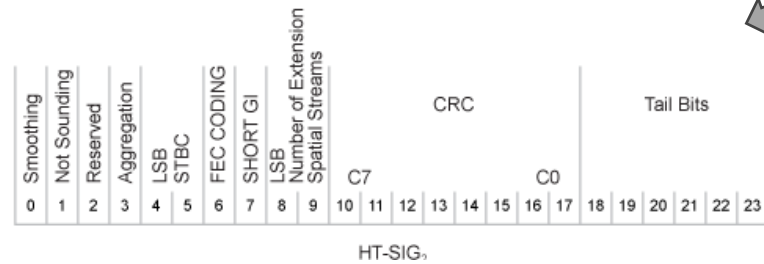 Smoothing
Not Sounding
Reserved
Aggregation
LSB
STBC
FEC CODING
SHORT GI
LSB
Number of Extension
Spatial Streams
CRC
C7 C0
Tail Bits
0 1 2 3 4 5 6 7 8 9 10 11 12 13 14 15 16 17 18 19 20 21 22 23
HT-SIG₂